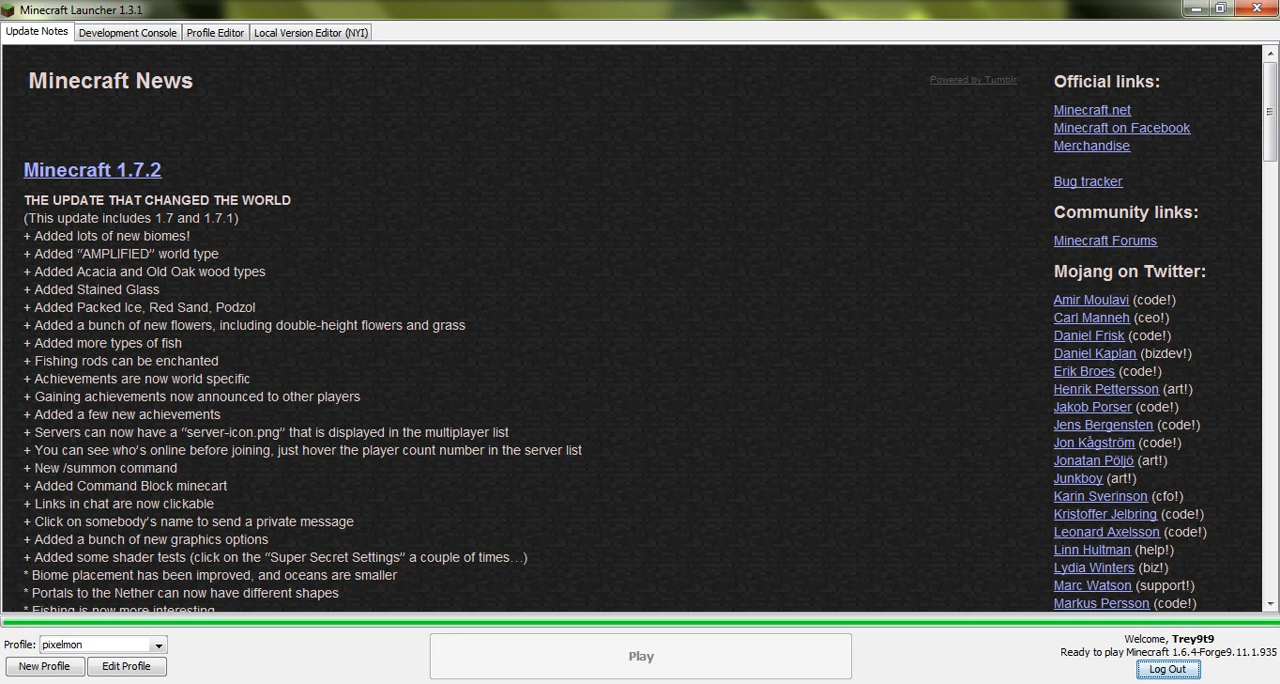 Minecraft Launcher 1.3.1
Update Notes
Development Console
Profile Editor
Local Version Editor (NYI)
Minecraft News
Powered by Tumblr
Minecraft 1.7.2
THE UPDATE THAT CHANGED THE WORLD
(This update includes 1.7 and 1.7.1)
+ Added lots of new biomes!
+ Added “AMPLIFIED” world type
+ Added Acacia and Old Oak wood types
+ Added Stained Glass
+ Added Packed Ice, Red Sand, Podzol
+ Added a bunch of new flowers, including double-height flowers and grass
+ Added more types of fish
+ Fishing rods can be enchanted
+ Achievements are now world specific
+ Gaining achievements now announced to other players
+ Added a few new achievements
+ Servers can now have a “server-icon.png” that is displayed in the multiplayer list
+ You can see who’s online before joining, just hover the player count number in the server list
+ New /summon command
+ Added Command Block minecart
+ Links in chat are now clickable
+ Click on somebody’s name to send a private message
+ Added a bunch of new graphics options
+ Added some shader tests (click on the “Super Secret Settings” a couple of times…)
* Biome placement has been improved, and oceans are smaller
* Portals to the Nether can now have different shapes
* Fishing is now more interesting
Official links:
Minecraft.net
Minecraft on Facebook
Merchandise
Bug tracker
Community links:
Minecraft Forums
Mojang on Twitter:
Amir Moulavi (code!)
Carl Manneh (ceo!)
Daniel Frisk (code!)
Daniel Kaplan (bizdev!)
Erik Broes (code!)
Henrik Pettersson (art!)
Jakob Porser (code!)
Jens Bergensten (code!)
Jon Kågström (code!)
Jonatan Pöljö (art!)
Junkboy (art!)
Karin Sverinson (cfo!)
Kristoffer Jelbring (code!)
Leonard Axelsson (code!)
Linn Hultman (help!)
Lydia Winters (biz!)
Marc Watson (support!)
Markus Persson (code!)
Profile: pixelmon
New Profile
Edit Profile
Play
Welcome, Trey9t9
Ready to play Minecraft 1.6.4-Forge9.11.1.935
Log Out